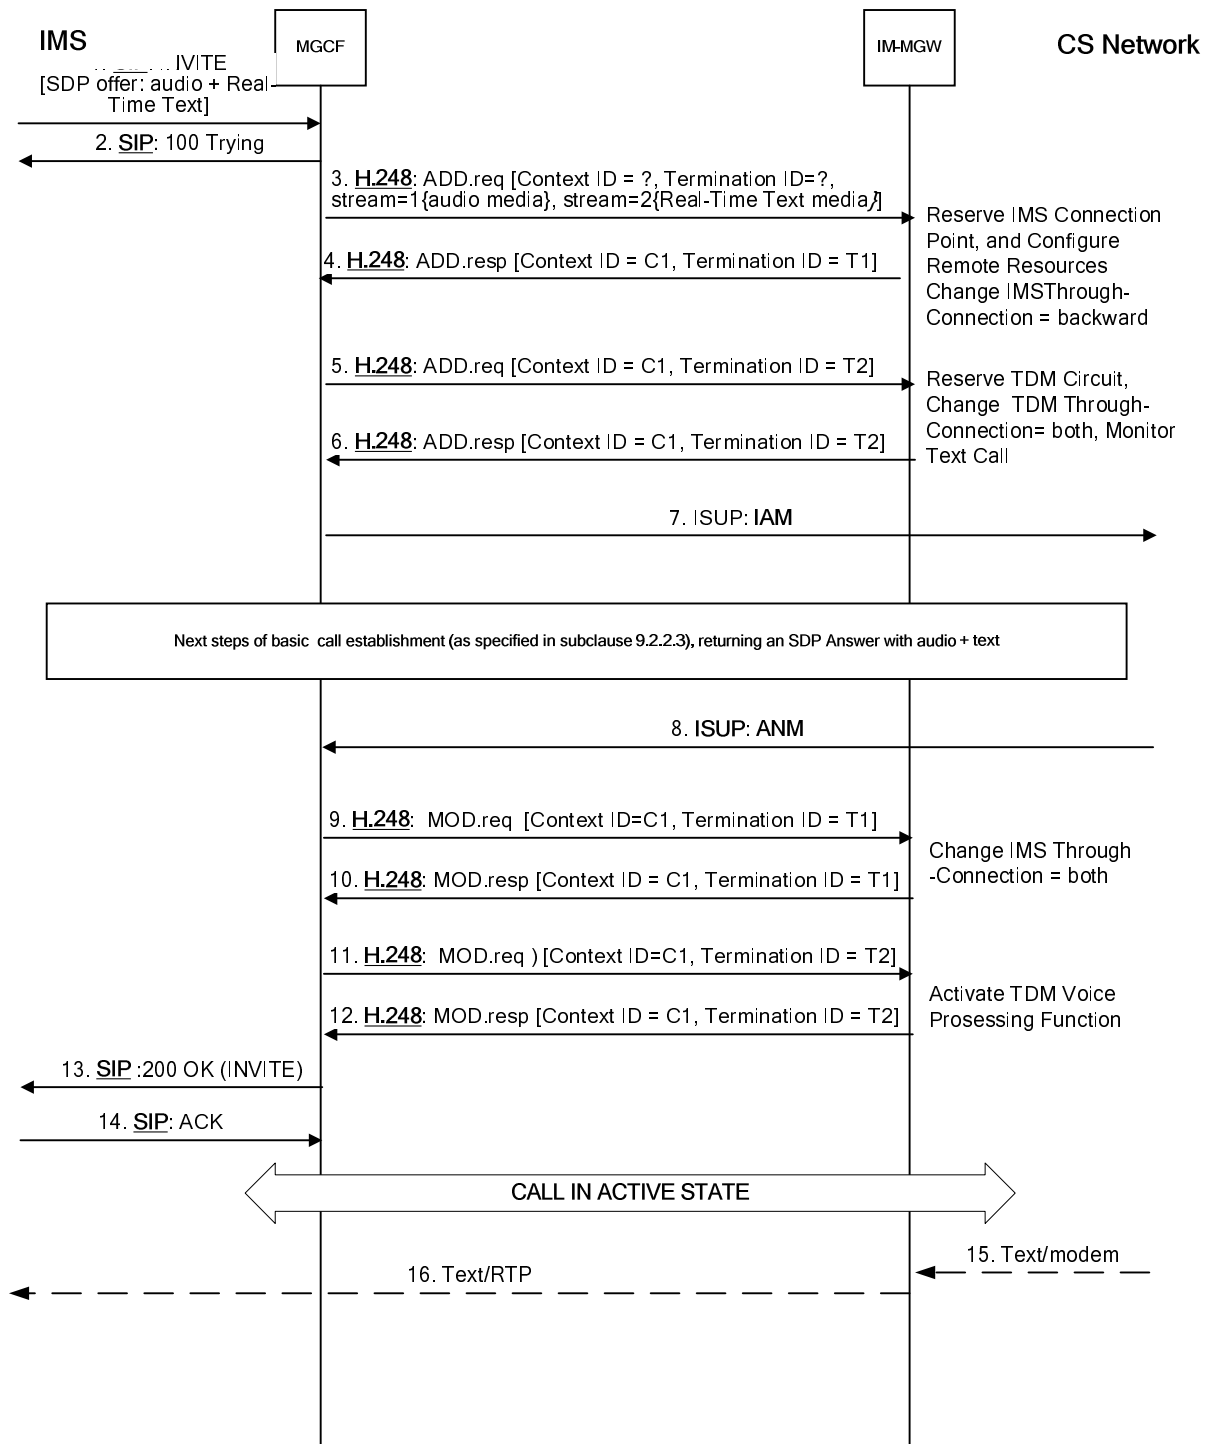 IMS
MGCF
IM-MGW
CS Network
INVITE
[SDP offer: audio + Real-
Time Text]
2. SIP: 100 Trying
3. H.248: ADD.req [Context ID = ?, Termination ID=?,
stream=1{audio media}, stream=2{Real-Time Text media}]
Reserve IMS Connection
Point, and Configure
Remote Resources
Change IMSThrough-
Connection = backward
4. H.248: ADD.resp [Context ID = C1, Termination ID = T1]
5. H.248: ADD.req [Context ID = C1, Termination ID = T2]
Reserve TDM Circuit,
Change TDM Through-
Connection= both, Monitor
Text Call
6. H.248: ADD.resp [Context ID = C1, Termination ID = T2]
7. ISUP: IAM
Next steps of basic call establishment (as specified in subclause 9.2.2.3), returning an SDP Answer with audio + text
8. ISUP: ANM
9. H.248: MOD.req [Context ID=C1, Termination ID = T1]
Change IMS Through
-Connection = both
10. H.248: MOD.resp [Context ID = C1, Termination ID = T1]
11. H.248: MOD.req ) [Context ID=C1, Termination ID = T2]
Activate TDM Voice
Prosessing Function
12. H.248: MOD.resp [Context ID = C1, Termination ID = T2]
13. SIP :200 OK (INVITE)
14. SIP: ACK
CALL IN ACTIVE STATE
15. Text/modem
16. Text/RTP